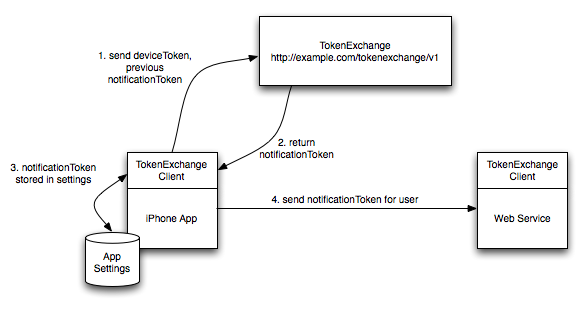 TokenExchange
http://example.com/tokenexchange/v1
1. send deviceToken,
previous
notificationToken
2. return
notificationToken
3. notificationToken
stored in settings
TokenExchange
Client
iPhone App
4. send notificationToken for user
TokenExchange
Client
Web Service
App
Settings